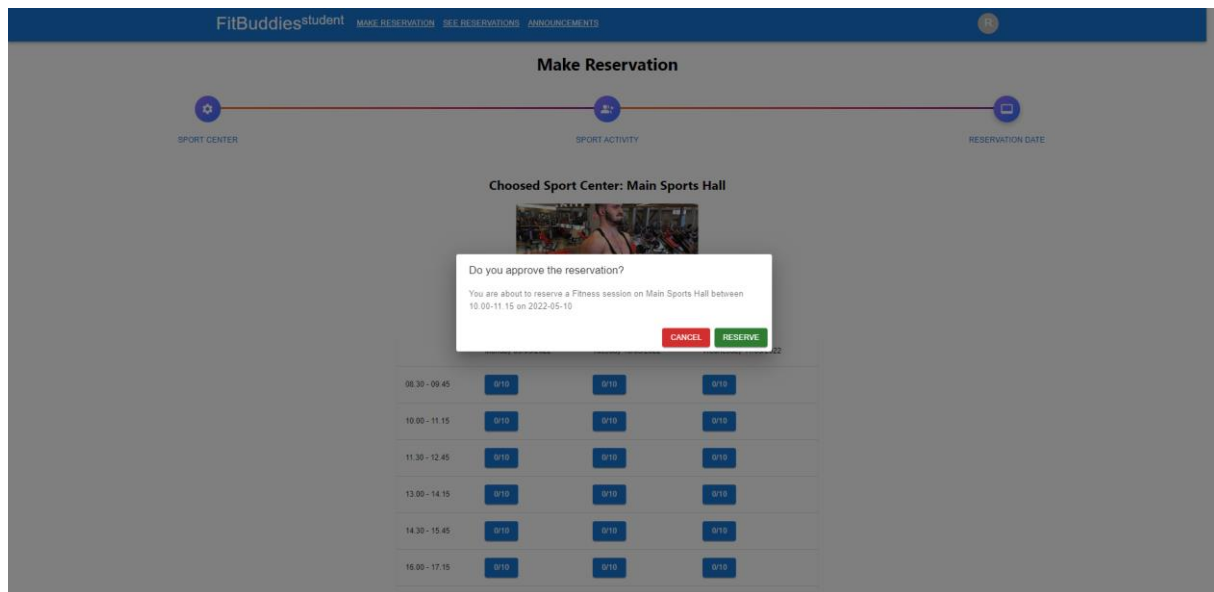 FitBuddiesstudent MAKE RESERVATION SEE RESERVATIONS ANNOUNCEMENTS R
Make Reservation
SPORT CENTER SPORT ACTIVITY RESERVATION DATE
Choosed Sport Center: Main Sports Hall
Do you approve the reservation?
You are about to reserve a Fitness session on Main Sports Hall between
10.00-11.15 on 2022-05-10
CANCEL RESERVE
08.30 - 09.45 0/10 0/10 0/10
10.00 - 11.15 0/10 0/10 0/10
11.30 - 12.45 0/10 0/10 0/10
13.00 - 14.15 0/10 0/10 0/10
14.30 - 15.45 0/10 0/10 0/10
16.00 - 17.15 0/10 0/10 0/10